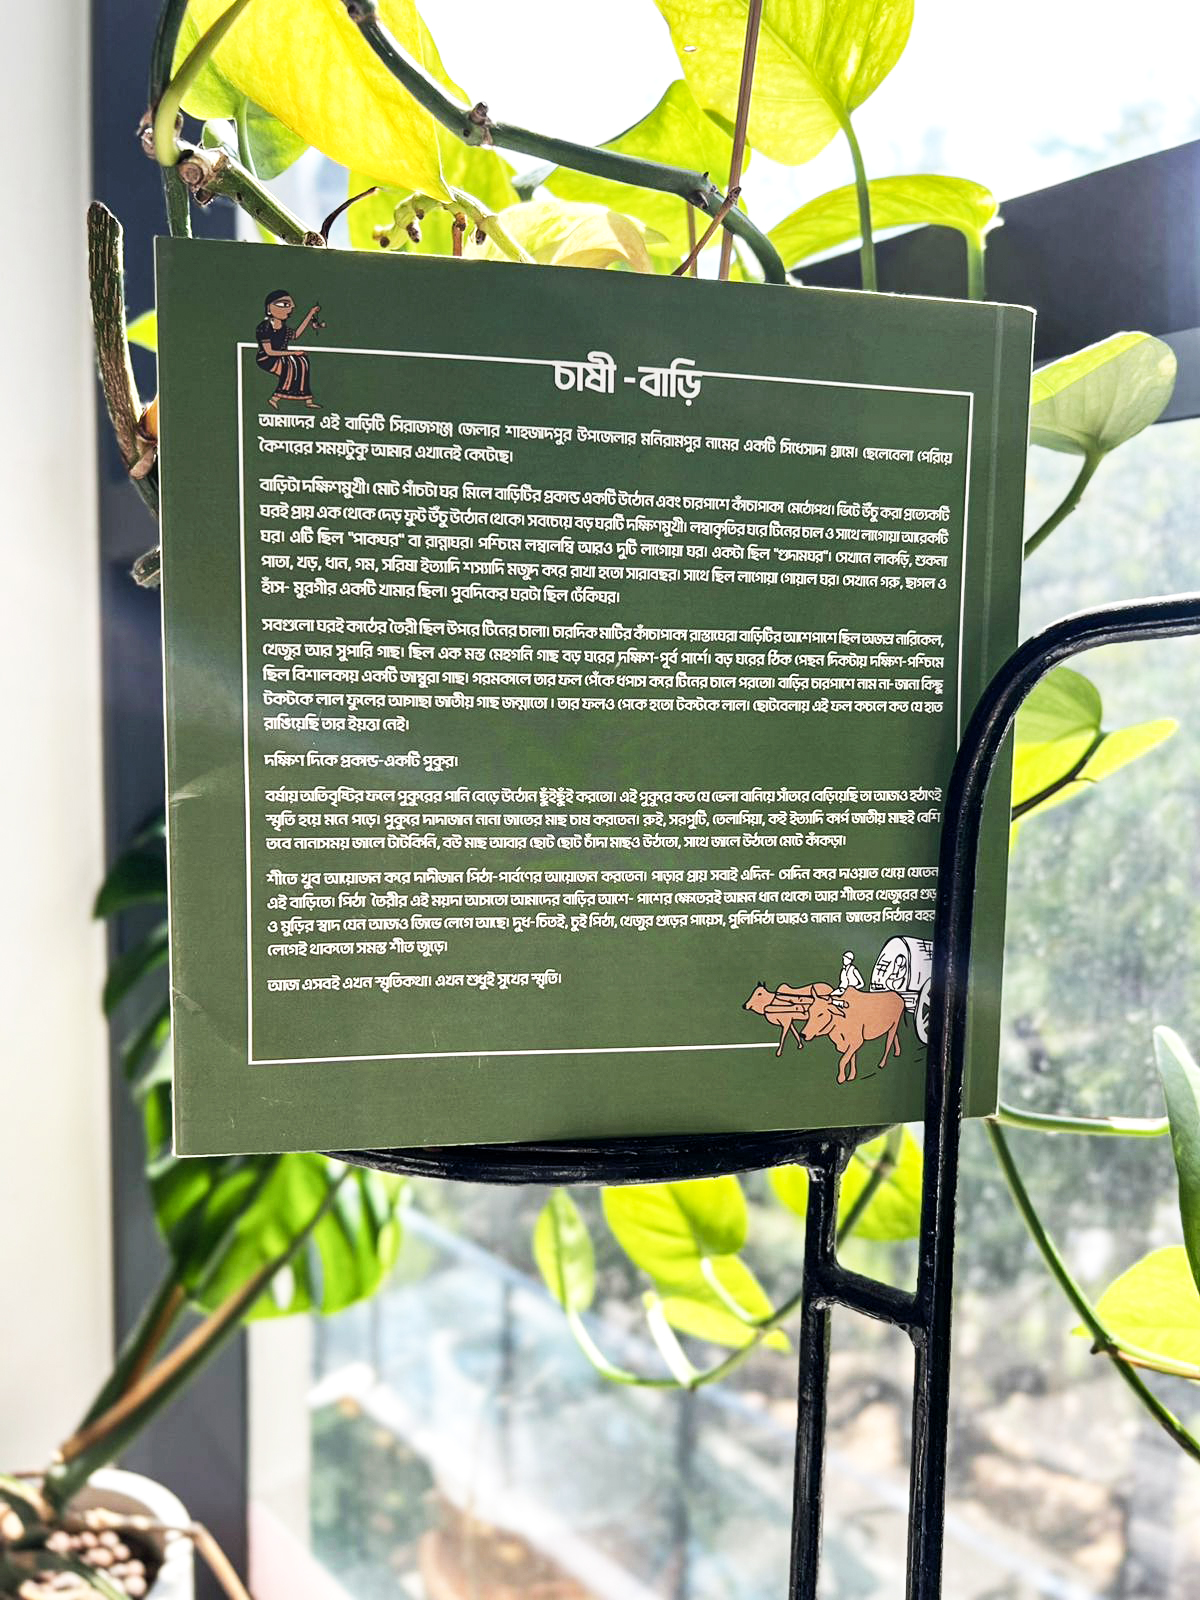 চাষী -বাড়ি
আমাদের এই বাড়িটি সিরাজগঞ্জ জেলার শাহজাদপুর উপজেলার মনিরামপুর নামের একটি সিধেসাদা গ্রামে। ছেলেবেলা পেরিয়ে
কৈশরের সময়টুকু আমার এখানেই কেটেছে।
বাড়িটা দক্ষিণমুখী। মোট পাঁচটা ঘর মিলে বাড়িটির প্রকান্ড একটি উঠোন এবং চারপাশে কাঁচাপাকা মেঠোপথ। ভিটে উঁচু করা প্রত্যেকটি
ঘরই প্রায় এক থেকে দেড় ফুট উঁচু উঠোন থেকে। সবচেয়ে বড় ঘরটি দক্ষিণমুখী। লম্বাকৃতির ঘরে টিনের চাল ও সাথে লাগোয়া আরেকটি
ঘর। এটি ছিল "পাকঘর" বা রান্নাঘর। পশ্চিমে লম্বালম্বি আরও দুটি লাগোয়া ঘর। একটা ছিল "গুদামঘর"। সেখানে লাকড়ি, শুকনা
পাতা, খড়, ধান, গম, সরিষা ইত্যাদি শস্যাদি মজুদ করে রাখা হতো সারাবছর। সাথে ছিল লাগোয়া গোয়াল ঘর। সেখানে গরু, ছাগল ও
হাঁস- মুরগীর একটি খামার ছিল। পুবদিকের ঘরটা ছিল ঢেঁকিঘর।
সবগুলো ঘরই কাঠের তৈরী ছিল উপরে টিনের চালা। চারদিক মাটির কাঁচাপাকা রাস্তাঘেরা বাড়িটির আশেপাশে ছিল অজস্র নারিকেল,
খেজুর আর সুপারি গাছ। ছিল এক মস্ত মেহগনি গাছ বড় ঘরের দক্ষিণ-পূর্ব পার্শে। বড় ঘরের ঠিক পেছন দিকটায় দক্ষিণ-পশ্চিমে
ছিল বিশালকায় একটি জাম্বুরা গাছ। গরমকালে তার ফল পেঁকে ধপাস করে টিনের চালে পরতো। বাড়ির চারপাশে নাম না-জানা কিছু
টকটকে লাল ফুলের আগাছা জাতীয় গাছ জন্মাতো । তার ফলও পেকে হতো টকটকে লাল। ছোটবেলায় এই ফল কচলে কত যে হাত
রাঙিয়েছি তার ইয়ত্তা নেই।
দক্ষিণ দিকে প্রকান্ড-একটি পুকুর।
বর্ষায় অতিবৃষ্টির ফলে পুকুরের পানি বেড়ে উঠোন ছুঁইছুঁই করতো। এই পুকুরে কত যে ভেলা বানিয়ে সাঁতরে বেড়িয়েছি তা আজও হঠাৎই
স্মৃতি হয়ে মনে পড়ে। পুকুরে দাদাজান নানা জাতের মাছ চাষ করতেন। রুই, সরপুটি, তেলাপিয়া, কই ইত্যাদি কার্প জাতীয় মাছই বেশি
তবে নানাসময় জালে টাটকিনি, বউ মাছ আবার ছোট ছোট চাঁদা মাছও উঠতো, সাথে জালে উঠতো মেটে কাঁকড়া।
শীতে খুব আয়োজন করে দাদীজান পিঠা-পার্বণের আয়োজন করতেন। পাড়ার প্রায় সবাই এদিন- সেদিন করে দাওয়াত খেয়ে যেতেন
এই বাড়িতে। পিঠা তৈরীর এই ময়দা আসতো আমাদের বাড়ির আশে- পাশের ক্ষেতেরই আমন ধান থেকে। আর শীতের খেজুরের গুড়
ও মুড়ির স্বাদ যেন আজও জিভে লেগে আছে। দুধ-চিতই, চুই পিঠা, খেজুর গুড়ের পায়েস, পুলিপিঠা আরও নানান জাতের পিঠার বহর
লেগেই থাকতো সমস্ত শীত জুড়ে।
আজ এসবই এখন স্মৃতিকথা। এখন শুধুই সুখের স্মৃতি।